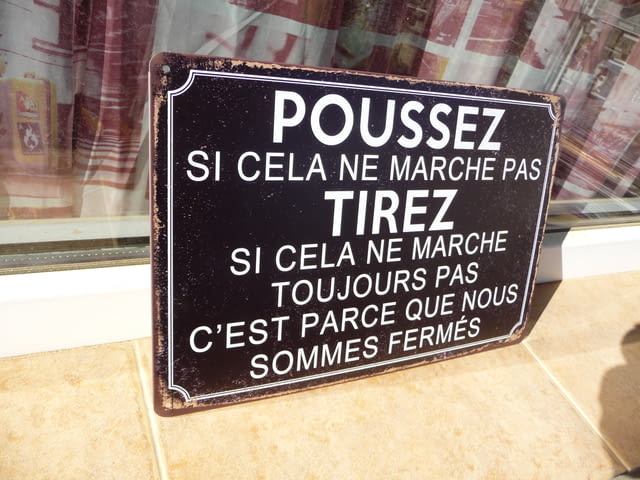 POUSSEZ
SI CELA NE MARCHE PAS
TIREZ
SI CELA NE MARCHE
TOUJOURS PAS
C'EST PARCE QUE NOUS
SOMMES FERMÉS